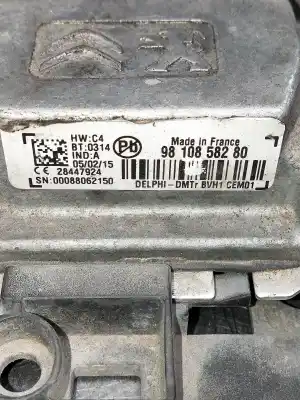 HW:C4
BT:0314
IND:A
05/02/15
CE 28447924
SN:00088062150
Pb
Made in France
98 108 582 80
DELPHI - DMTr BVH1 CEM01